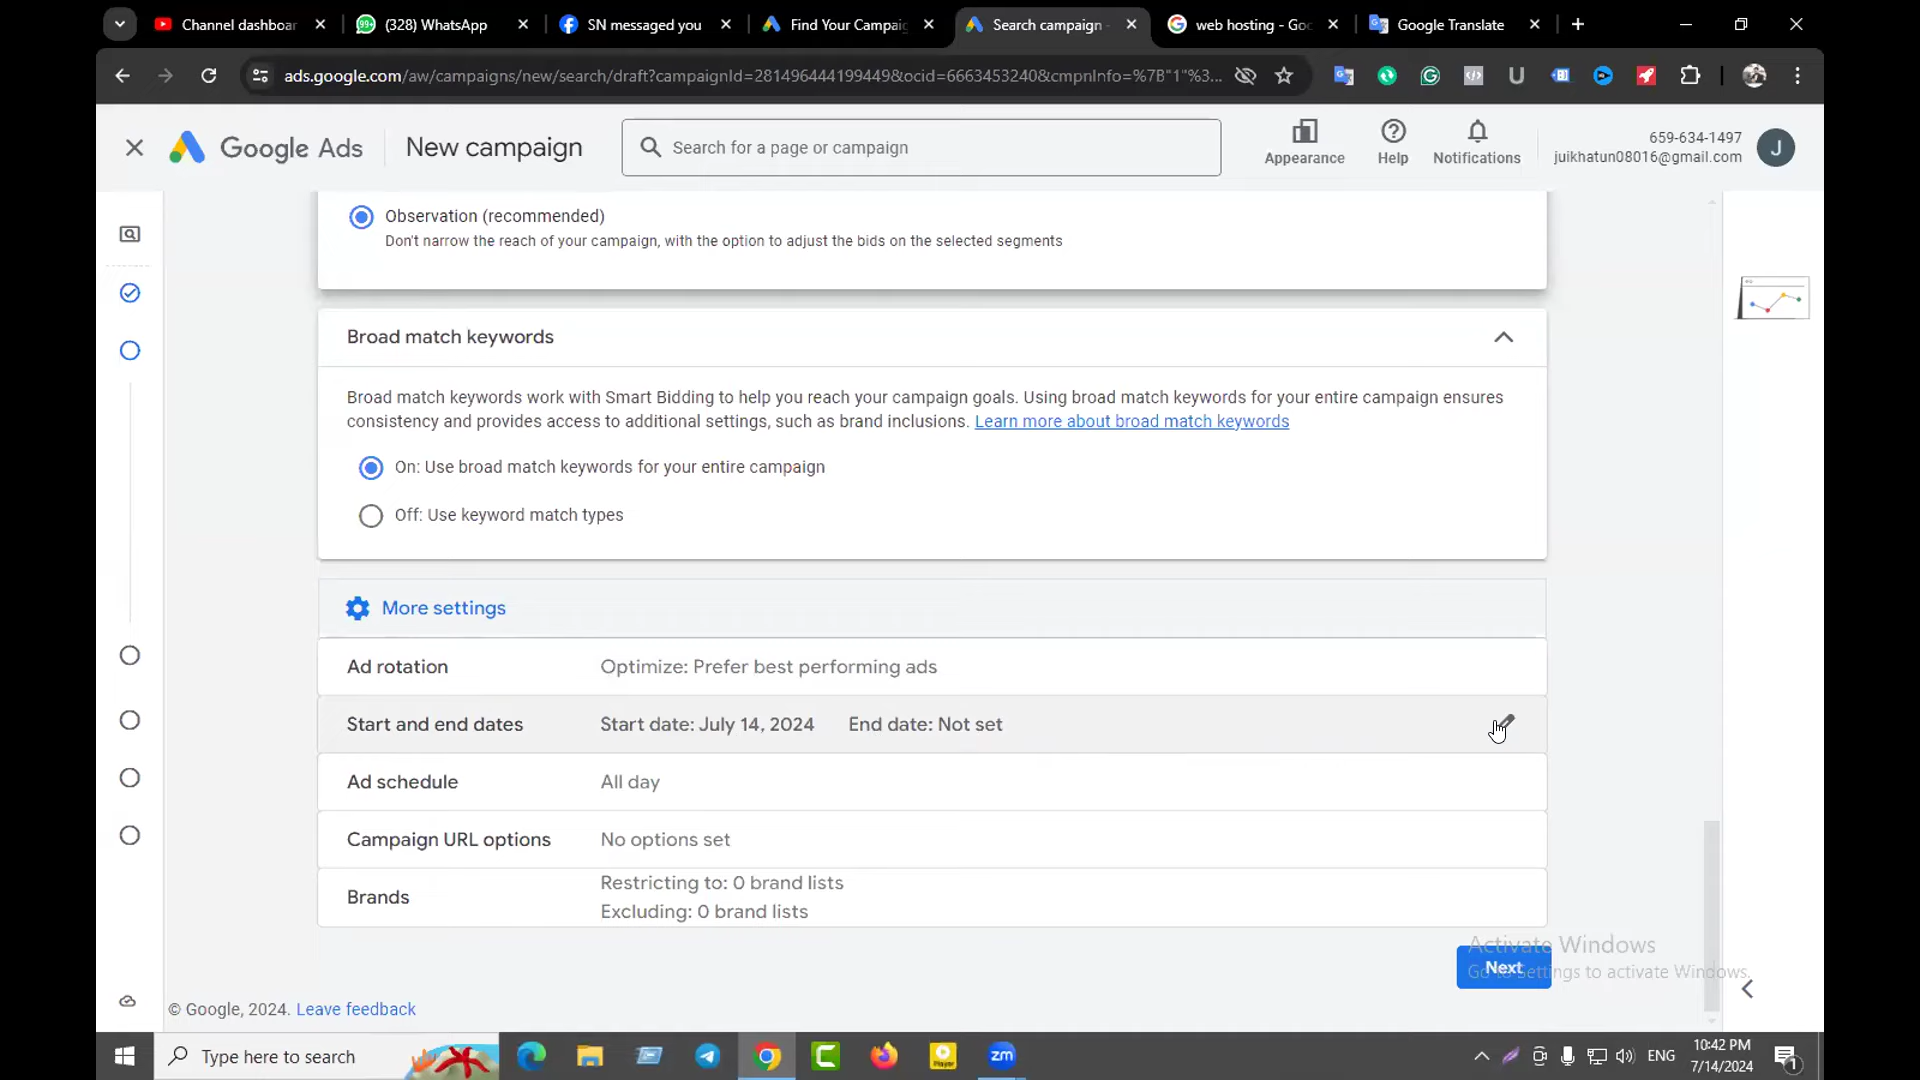 Channel dashboar
(328) WhatsApp
SN messaged you
Find Your Campai
Search campaign -
web hosting - Goo
Google Translate
ads.google.com/aw/campaigns/new/search/draft?campaignId=281496444199449&ocid=6663453240&cmpnInfo=%7B"1"%3...
Google Ads
New campaign
Search for a page or campaign
Appearance
Help
Notifications
659-634-1497
juikhatun08016@gmail.com
J
Observation (recommended)
Don't narrow the reach of your campaign, with the option to adjust the bids on the selected segments
Broad match keywords
Broad match keywords work with Smart Bidding to help you reach your campaign goals. Using broad match keywords for your entire campaign ensures
consistency and provides access to additional settings, such as brand inclusions. Learn more about broad match keywords
On: Use broad match keywords for your entire campaign
Off: Use keyword match types
More settings
Ad rotation Optimize: Prefer best performing ads
Start and end dates Start date: July 14, 2024 End date: Not set
Ad schedule All day
Campaign URL options No options set
Brands Restricting to: 0 brand lists
Excluding: 0 brand lists
Activate Windows
Go to Settings to activate Windows.
Next
© Google, 2024. Leave feedback
Type here to search
zm
ENG
10:42 PM
7/14/2024
1